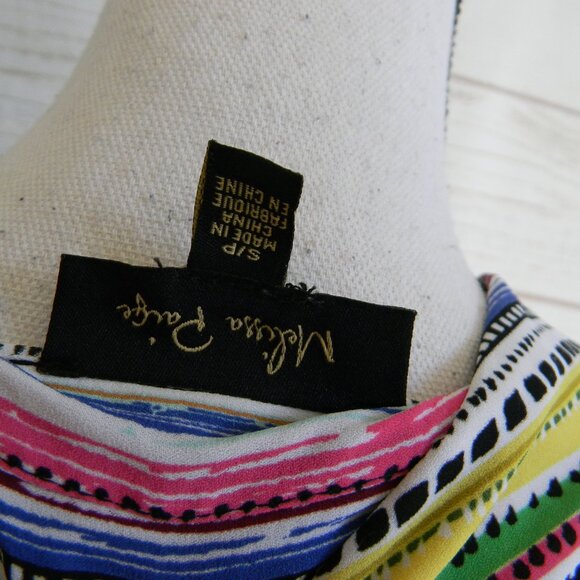 Melissa Paige
S/P
MADE IN
CHINA
FABRIQUE
EN CHINE